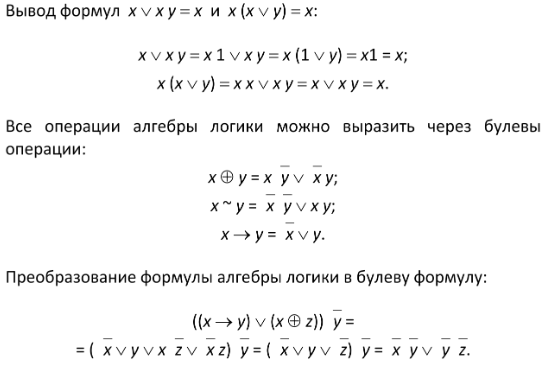 Вывод формул x ∨ x y = x и x (x ∨ y) = x:
x ∨ x y = x 1 ∨ x y = x (1 ∨ y) = x1 = x;
x (x ∨ y) = x x ∨ x y = x ∨ x y = x.
Все операции алгебры логики можно выразить через булевы
операции:
x ⊕ y = x y̅ ∨ x̅ y;
x ~ y = x̅ y̅ ∨ x y;
x → y = x̅ ∨ y.
Преобразование формулы алгебры логики в булеву формулу:
((x → y) ∨ (x ⊕ z)) y̅ =
= ( x̅ ∨ y ∨ x z̅ ∨ x̅ z) y̅ = ( x̅ ∨ y ∨ z̅) y̅ = x̅ y̅ ∨ y̅ z̅.